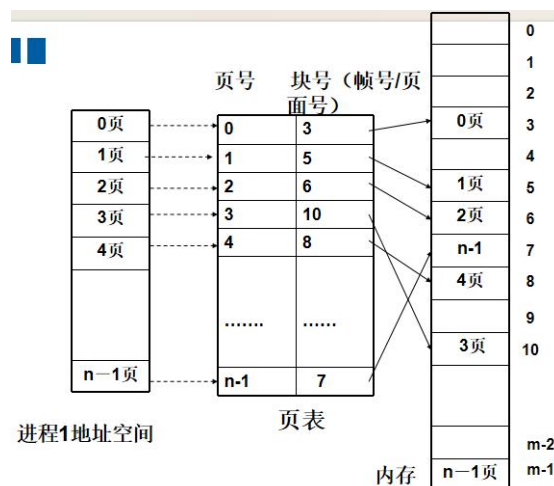 0
1
2
页号 块号（帧号/页
面号）
0页 0 3 0页 3
4
1页 1 5 1页 5
2页 2 6 2页 6
3页 3 10 n-1 7
4页 4 8 4页 8
....... ...... 9
3页 10
n—1页 n-1 7
页表
进程1地址空间
m-2
内存 n—1页 m-1